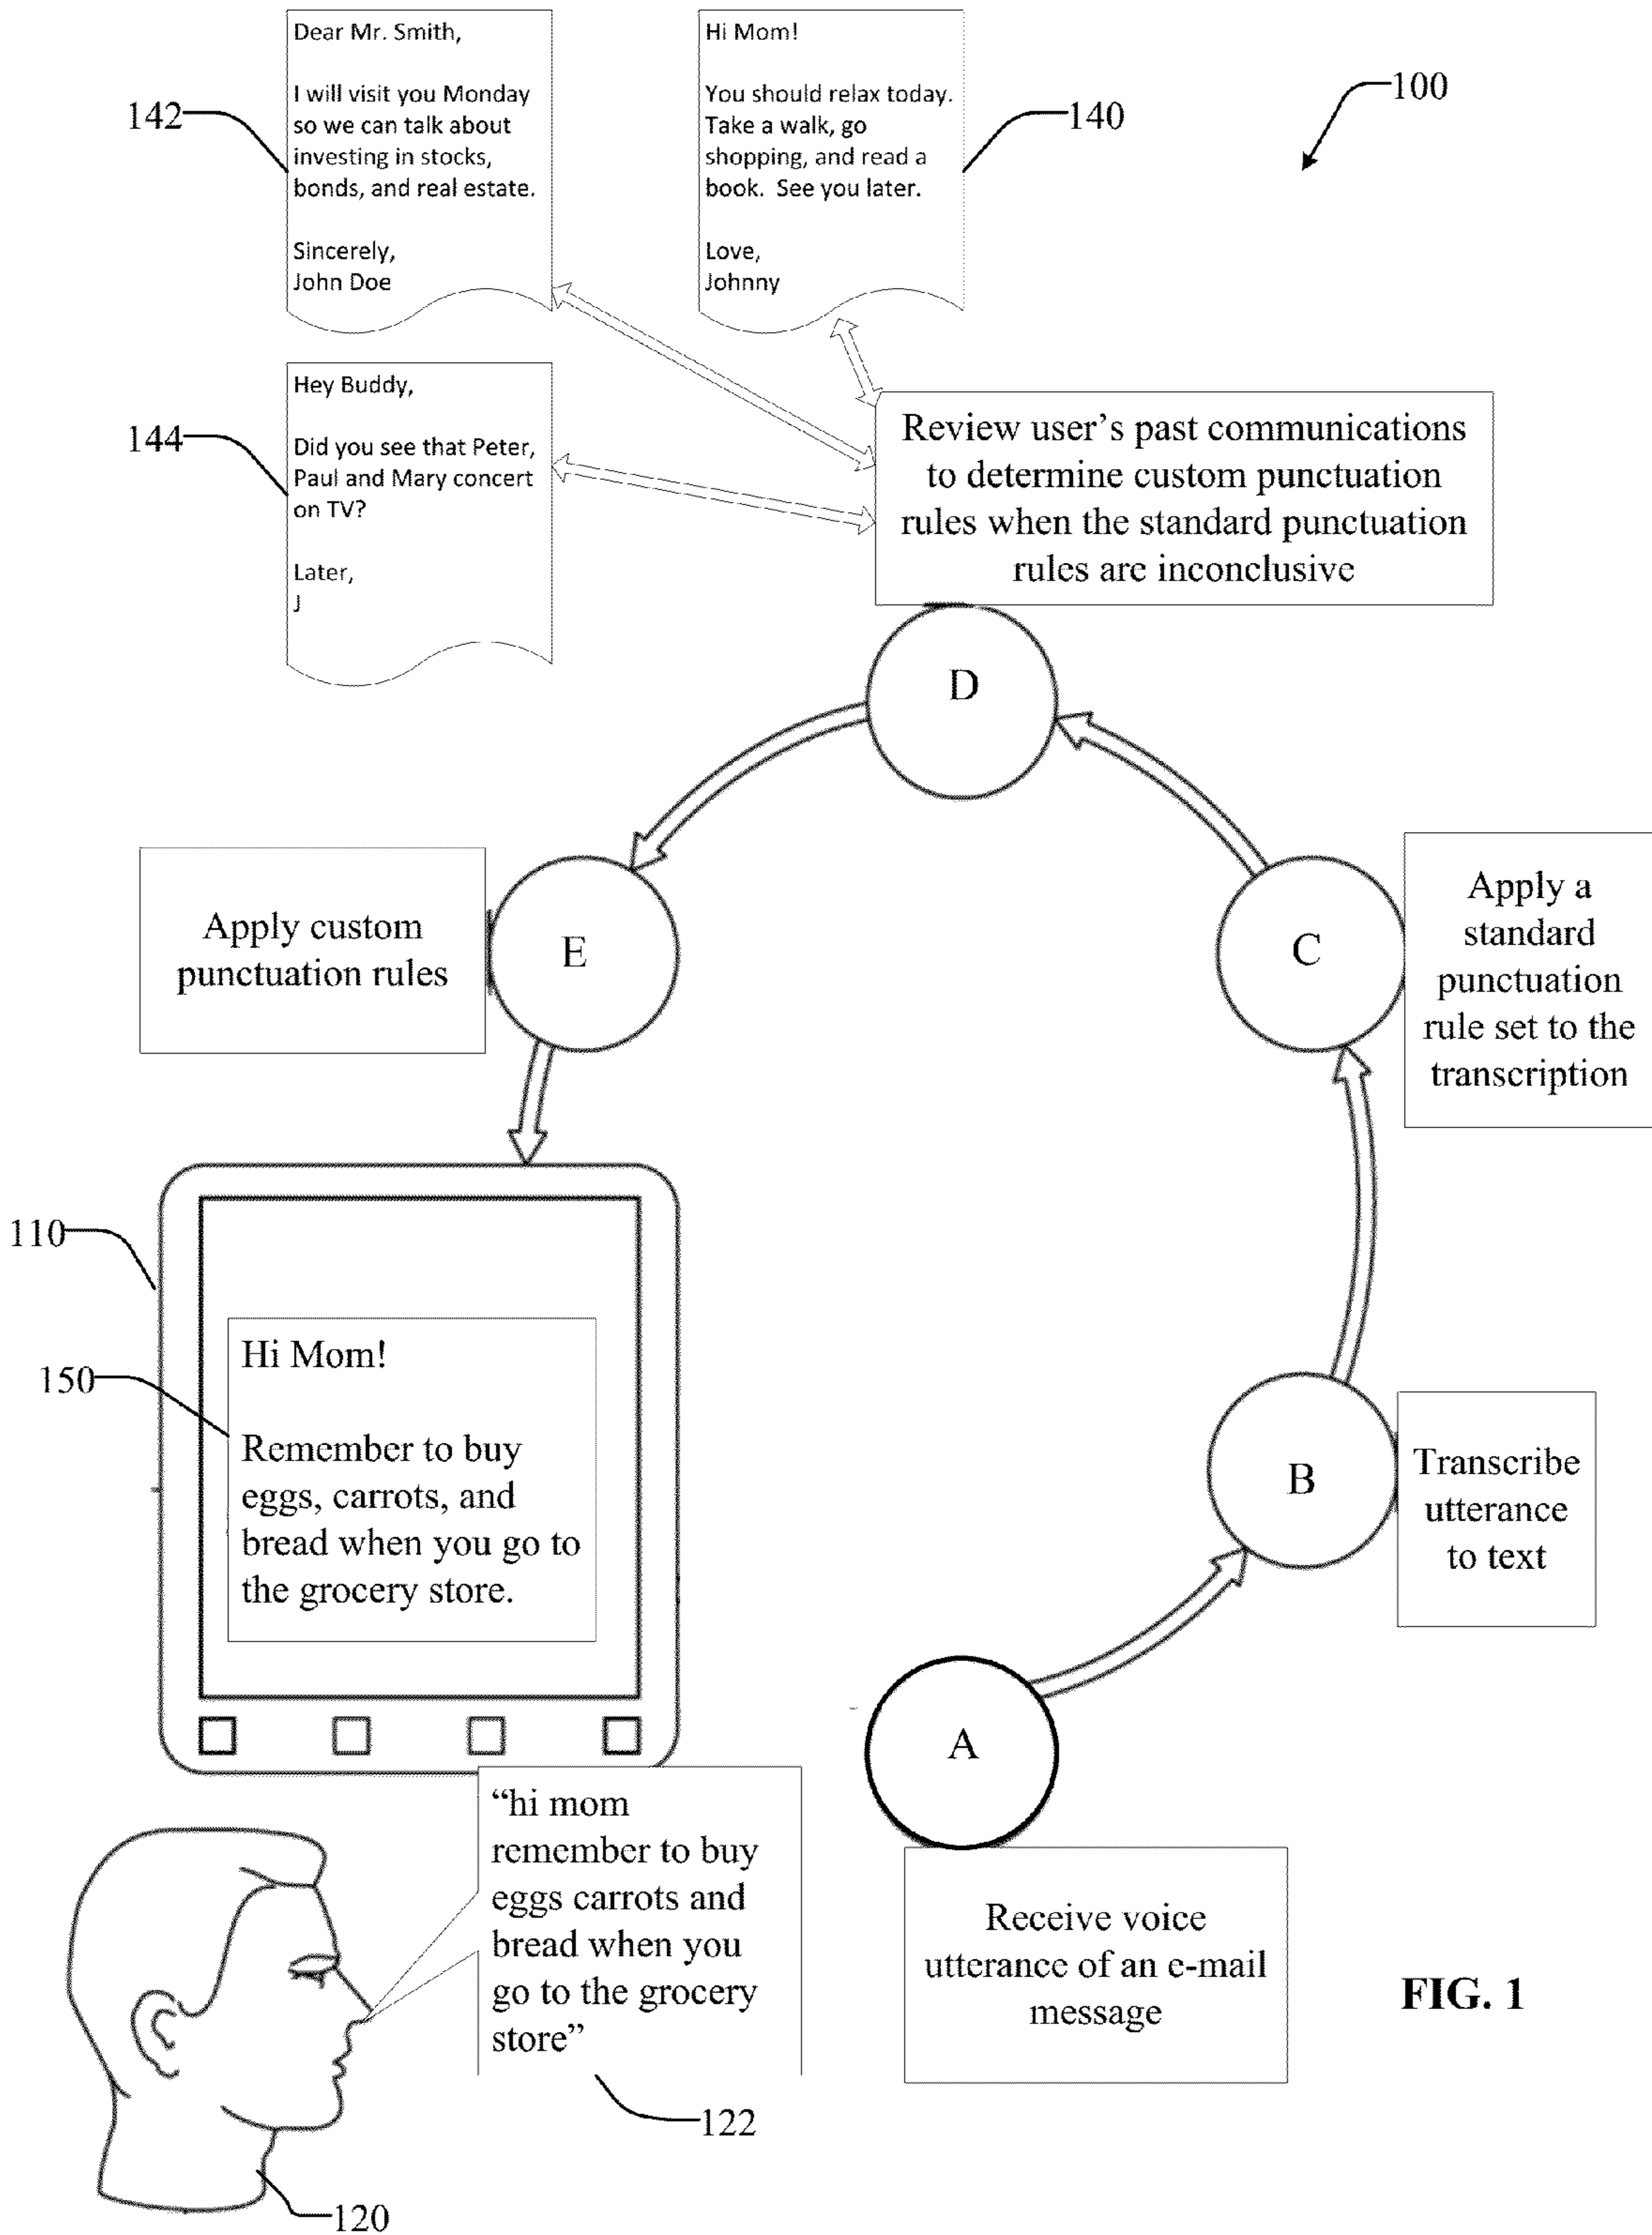 Dear Mr. Smith,
I will visit you Monday
so we can talk about
investing in stocks,
bonds, and real estate.
Sincerely,
John Doe
142
Hi Mom!
You should relax today.
Take a walk, go
shopping, and read a
book.  See you later.
Love,
Johnny
140
100
Hey Buddy,
Did you see that Peter,
Paul and Mary concert
on TV?
Later,
J
144
Review user’s past communications
to determine custom punctuation
rules when the standard punctuation
rules are inconclusive
D
Apply custom
punctuation rules
E
C
Apply a
standard
punctuation
rule set to the
transcription
110
150
Hi Mom!
Remember to buy
eggs, carrots, and
bread when you go to
the grocery store.
B
Transcribe
utterance
to text
A
Receive voice
utterance of an e-mail
message
“hi mom
remember to buy
eggs carrots and
bread when you
go to the grocery
store”
122
120
FIG. 1